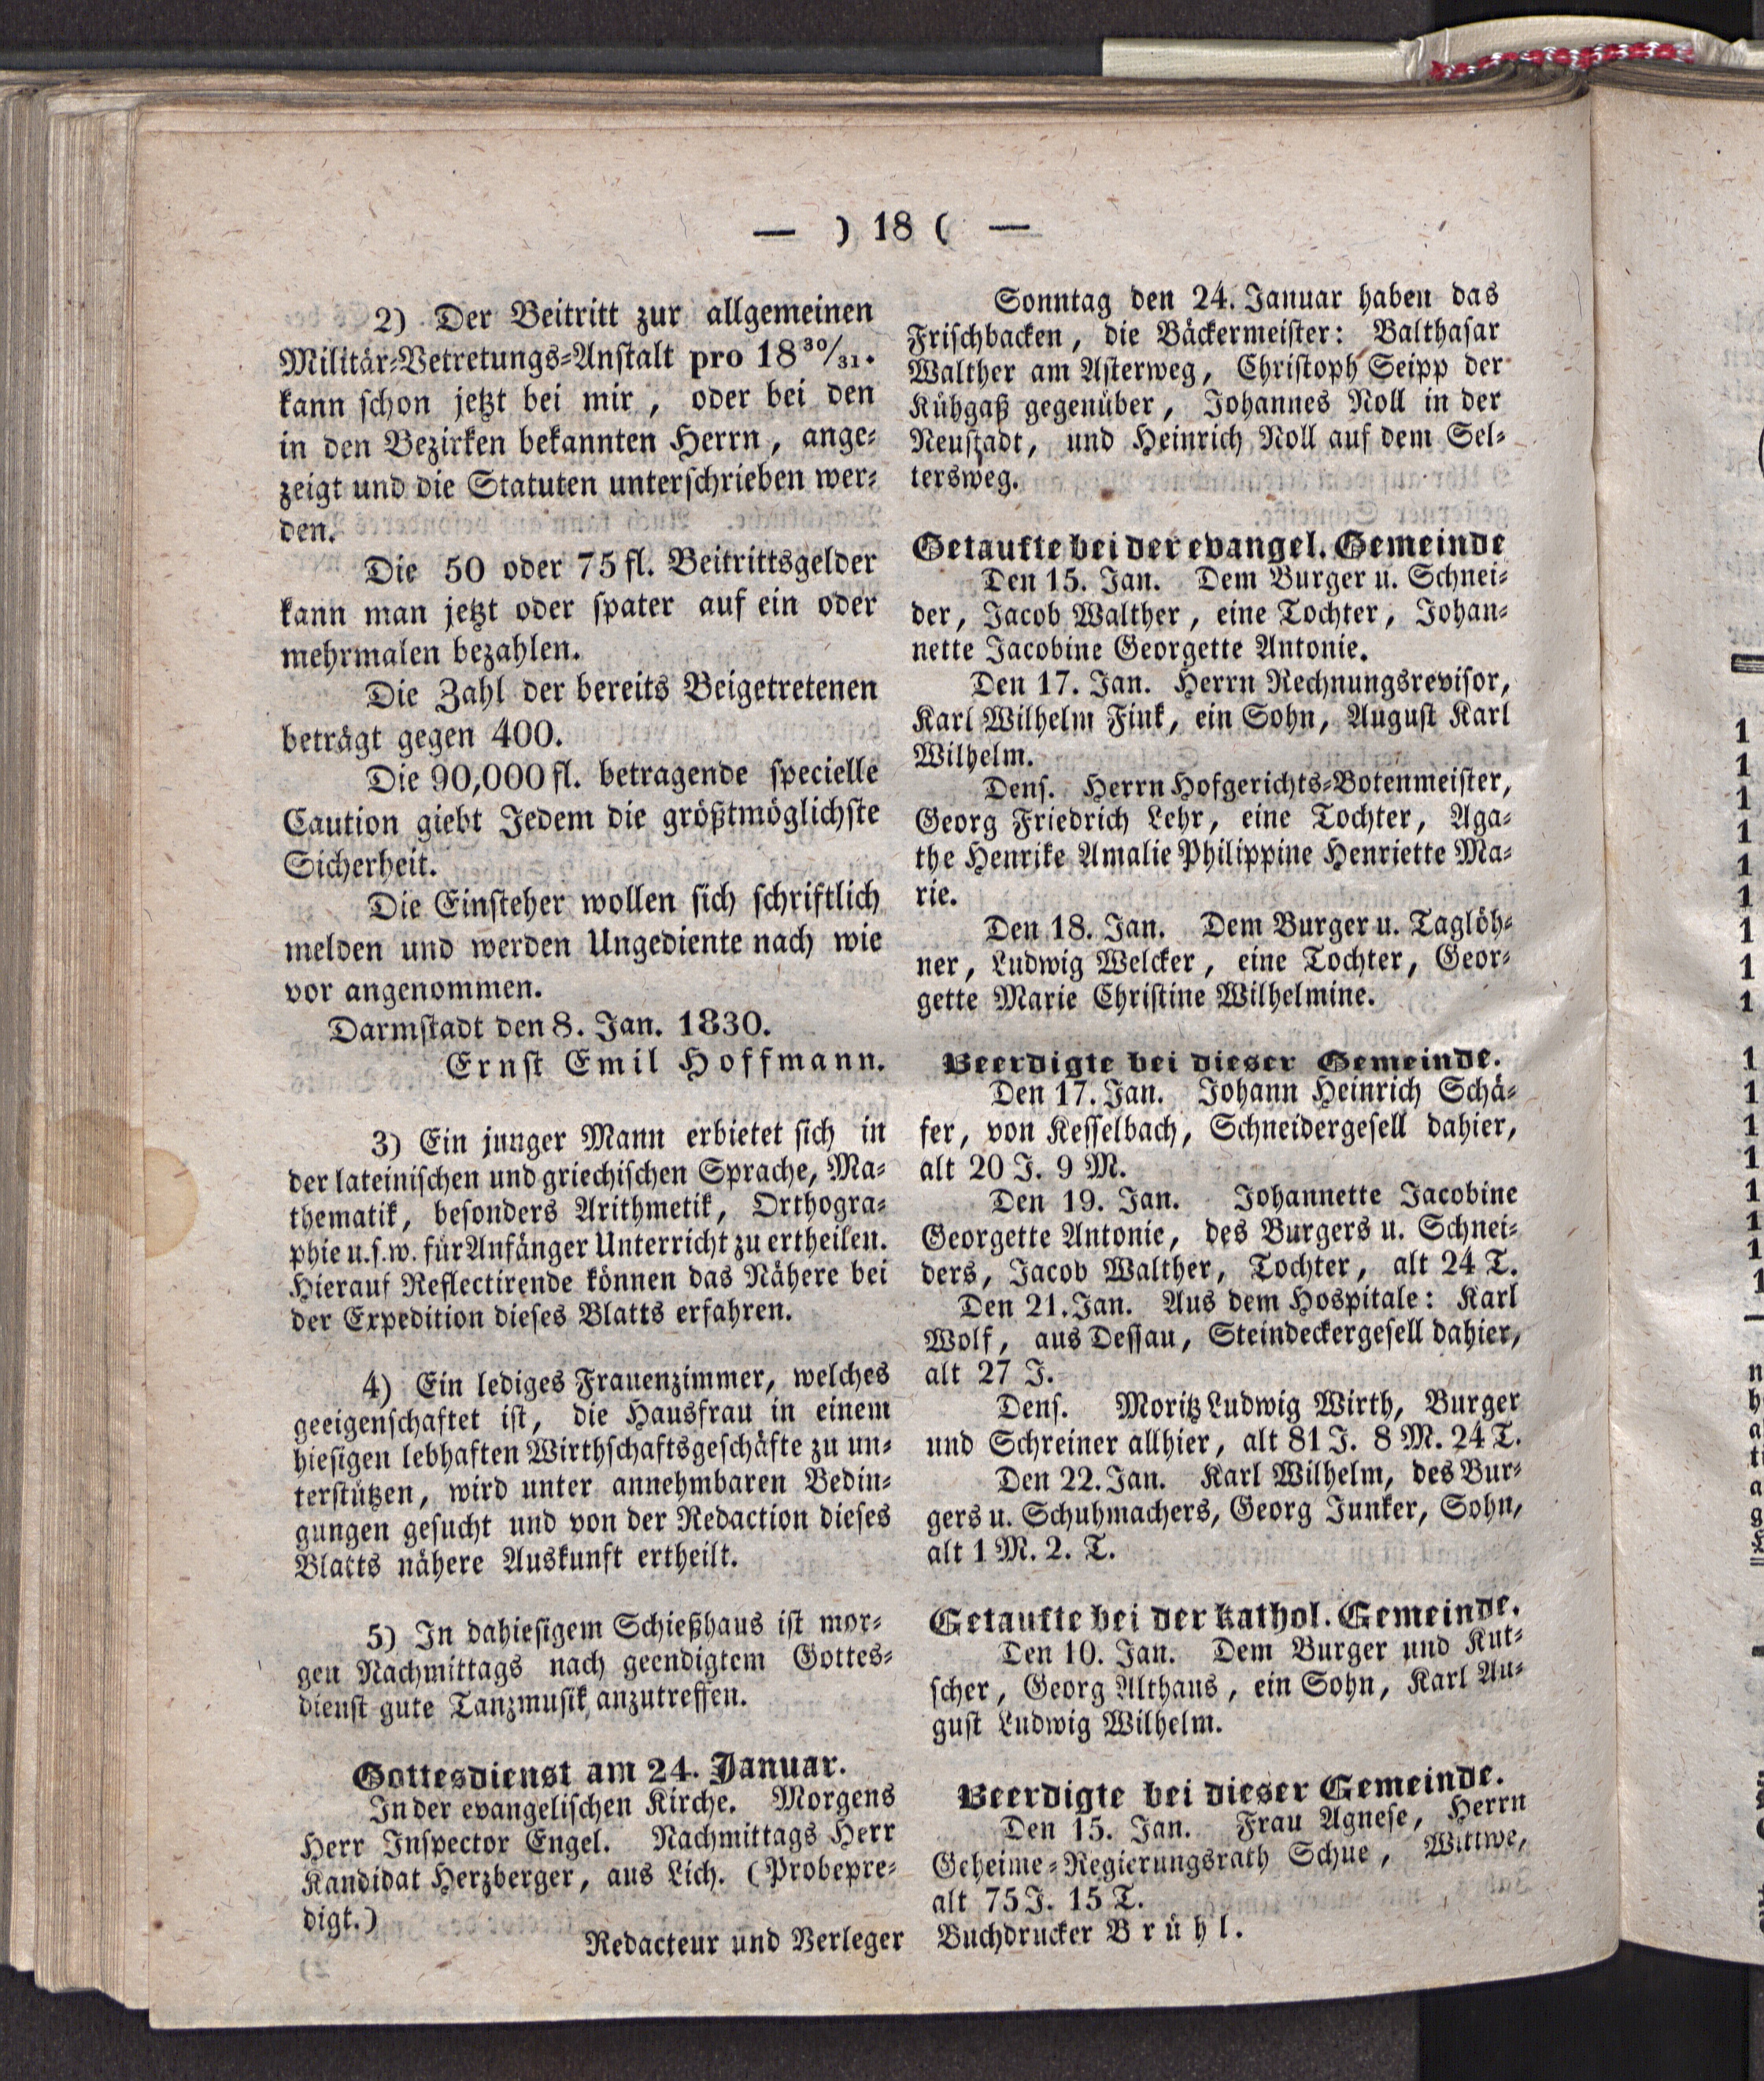 — ) 18 ( —
2) Der Beitritt zur allgemeinen
Militär-Vetretungs-Anstalt pro 18³⁰/₃₁.
kann schon jetzt bei mir, oder bei den
in den Bezirken bekannten Herrn, ange-
zeigt und die Statuten unterschrieben wer-
den.
Die 50 oder 75 fl. Beitrittsgelder
kann man jetzt oder spater auf ein oder
mehrmalen bezahlen.
Die Zahl der bereits Beigetretenen
beträgt gegen 400.
Die 90,000 fl. betragende specielle
Caution giebt Jedem die größtmöglichste
Sicherheit.
Die Einsteher wollen sich schriftlich
melden und werden Ungediente nach wie
vor angenommen.
Darmstadt den 8. Jan. 1830.
Ernst Emil Hoffmann.
3) Ein junger Mann erbietet sich in
der lateinischen und griechischen Sprache, Ma-
thematik, besonders Arithmetik, Orthogra-
phie u.s.w. für Anfänger Unterricht zu ertheilen.
Hierauf Reflectirende können das Nähere bei
der Expedition dieses Blatts erfahren.
4) Ein lediges Frauenzimmer, welches
geeigenschaftet ist, die Hausfrau in einem
hiesigen lebhaften Wirthschaftsgeschäfte zu un-
terstützen, wird unter annehmbaren Bedin-
gungen gesucht und von der Redaction dieses
Blatts nähere Auskunft ertheilt.
5) In dahiesigem Schießhaus ist mor-
gen Nachmittags nach geendigtem Gottes-
dienst gute Tanzmusik anzutreffen.
Gottesdienst am 24. Januar.
In der evangelischen Kirche. Morgens
Herr Inspector Engel. Nachmittags Herr
Kandidat Herzberger, aus Lich. (Probepre-
digt.)
Sonntag den 24. Januar haben das
Frischbacken, die Bäckermeister: Balthasar
Walther am Asterweg, Christoph Seipp der
Kühgaß gegenüber, Johannes Noll in der
Neustadt, und Heinrich Noll auf dem Sel-
tersweg.
Getaufte bei der evangel. Gemeinde
Den 15. Jan. Dem Burger u. Schnei-
der, Jacob Walther, eine Tochter, Johan-
nette Jacobine Georgette Antonie.
Den 17. Jan. Herrn Rechnungsrevisor,
Karl Wilhelm Fink, ein Sohn, August Karl
Wilhelm.
Dens. Herrn Hofgerichts-Botenmeister,
Georg Friedrich Lehr, eine Tochter, Aga-
the Henrike Amalie Philippine Henriette Ma-
rie.
Den 18. Jan. Dem Burger u. Taglöh-
ner, Ludwig Welcker, eine Tochter, Geor-
gette Marie Christine Wilhelmine.
Beerdigte bei dieser Gemeinde.
Den 17. Jan. Johann Heinrich Schä-
fer, von Kesselbach, Schneidergesell dahier,
alt 20 J. 9 M.
Den 19. Jan. Johannette Jacobine
Georgette Antonie, des Burgers u. Schnei-
ders, Jacob Walther, Tochter, alt 24 T.
Den 21. Jan. Aus dem Hospitale: Karl
Wolf, aus Dessau, Steindeckergesell dahier,
alt 27 J.
Dens. Moritz Ludwig Wirth, Burger
und Schreiner allhier, alt 81 J. 8 M. 24 T.
Den 22. Jan. Karl Wilhelm, des Bur-
gers u. Schuhmachers, Georg Junker, Sohn,
alt 1 M. 2. T.
Getaufte bei der kathol. Gemeinde.
Den 10. Jan. Dem Burger und Kut-
scher, Georg Althaus, ein Sohn, Karl Au-
gust Ludwig Wilhelm.
Beerdigte bei dieser Gemeinde.
Den 15. Jan. Frau Agnese, Herrn
Geheime-Regierungsrath Schue, Wittwe,
alt 75 J. 15 T.
Redacteur und Verleger Buchdrucker Brühl.